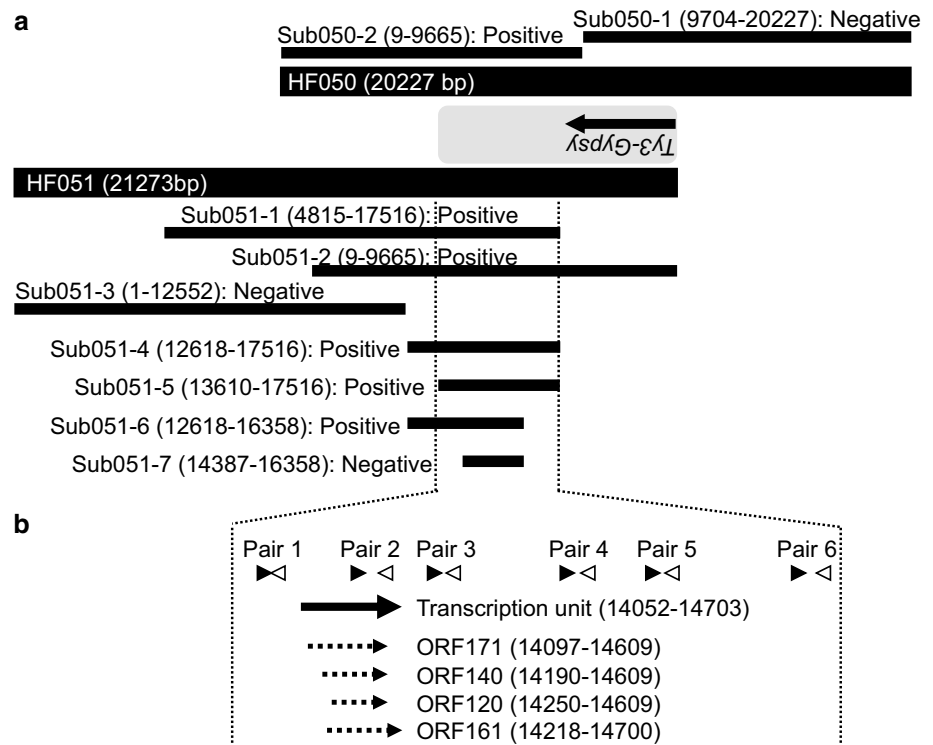 a
Sub050-1 (9704-20227): Negative
Sub050-2 (9-9665): Positive
HF050 (20227 bp)
Ty3-Gypsy
HF051 (21273bp)
Sub051-1 (4815-17516): Positive
Sub051-2 (9-9665): Positive
Sub051-3 (1-12552): Negative
Sub051-4 (12618-17516): Positive
Sub051-5 (13610-17516): Positive
Sub051-6 (12618-16358): Positive
Sub051-7 (14387-16358): Negative
b
Pair 1 Pair 2 Pair 3 Pair 4 Pair 5 Pair 6
Transcription unit (14052-14703)
ORF171 (14097-14609)
ORF140 (14190-14609)
ORF120 (14250-14609)
ORF161 (14218-14700)